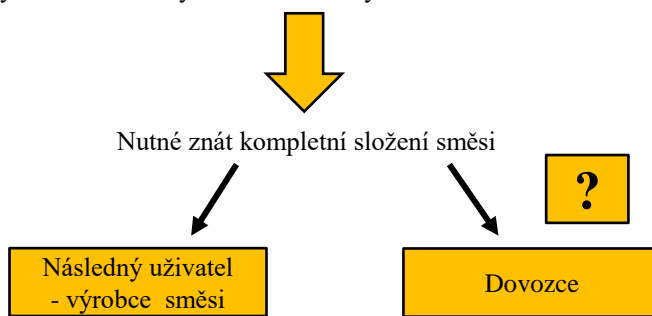 Nutné znát kompletní složení směsi
?
Následný uživatel
- výrobce směsi
Dovozce